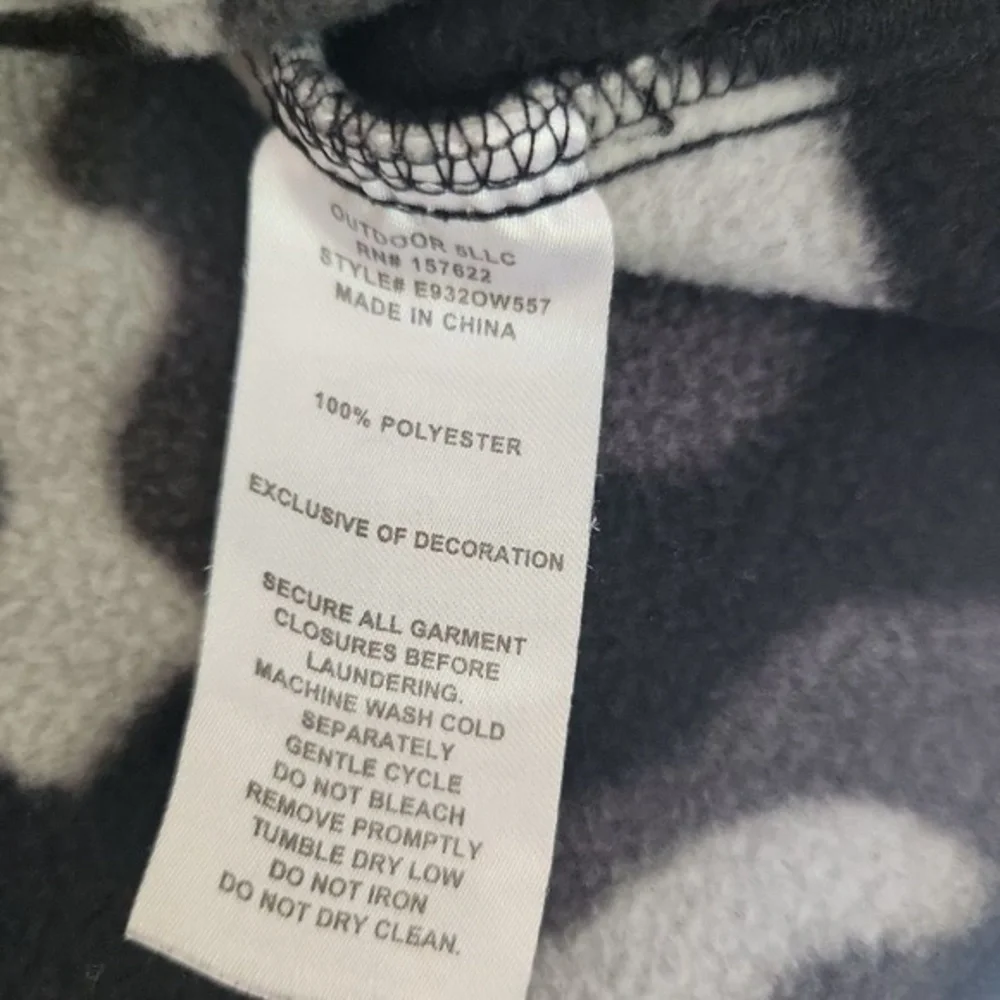 OUTDOOR 5LLC
RN# 157622
STYLE# E932OW557
MADE IN CHINA
100% POLYESTER
EXCLUSIVE OF DECORATION
SECURE ALL GARMENT
CLOSURES BEFORE
LAUNDERING.
MACHINE WASH COLD
SEPARATELY
GENTLE CYCLE
DO NOT BLEACH
REMOVE PROMPTLY
TUMBLE DRY LOW
DO NOT IRON
DO NOT DRY CLEAN.